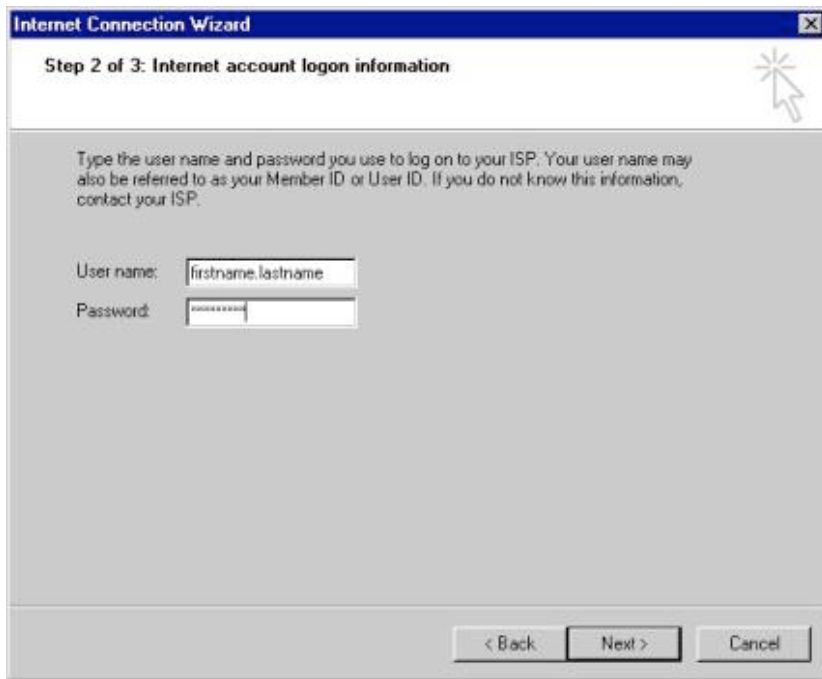 Internet Connection Wizard
Step 2 of 3: Internet account logon information
Type the user name and password you use to log on to your ISP. Your user name may
also be referred to as your Member ID or User ID. If you do not know this information,
contact your ISP.
User name: firstname.lastname
Password: *********
< Back Next > Cancel